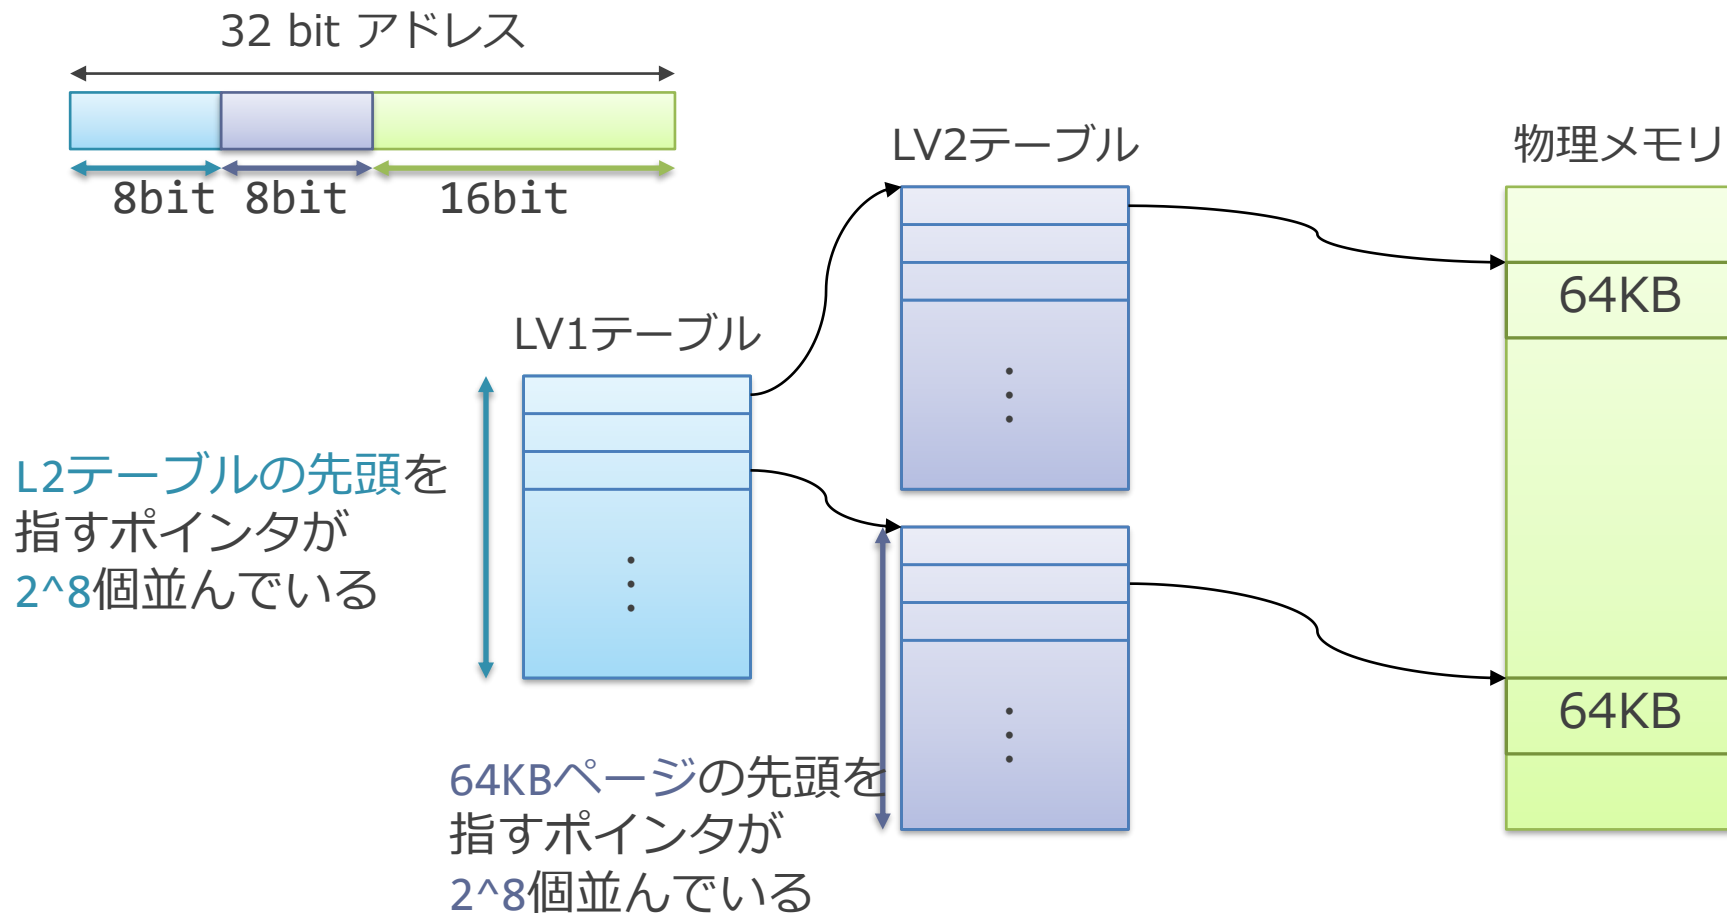 32 bit アドレス
8bit 8bit 16bit
LV2テーブル
物理メモリ
64KB
LV1テーブル
L2テーブルの先頭を
指すポインタが
2^8個並んでいる
64KB
64KBページの先頭を
指すポインタが
2^8個並んでいる